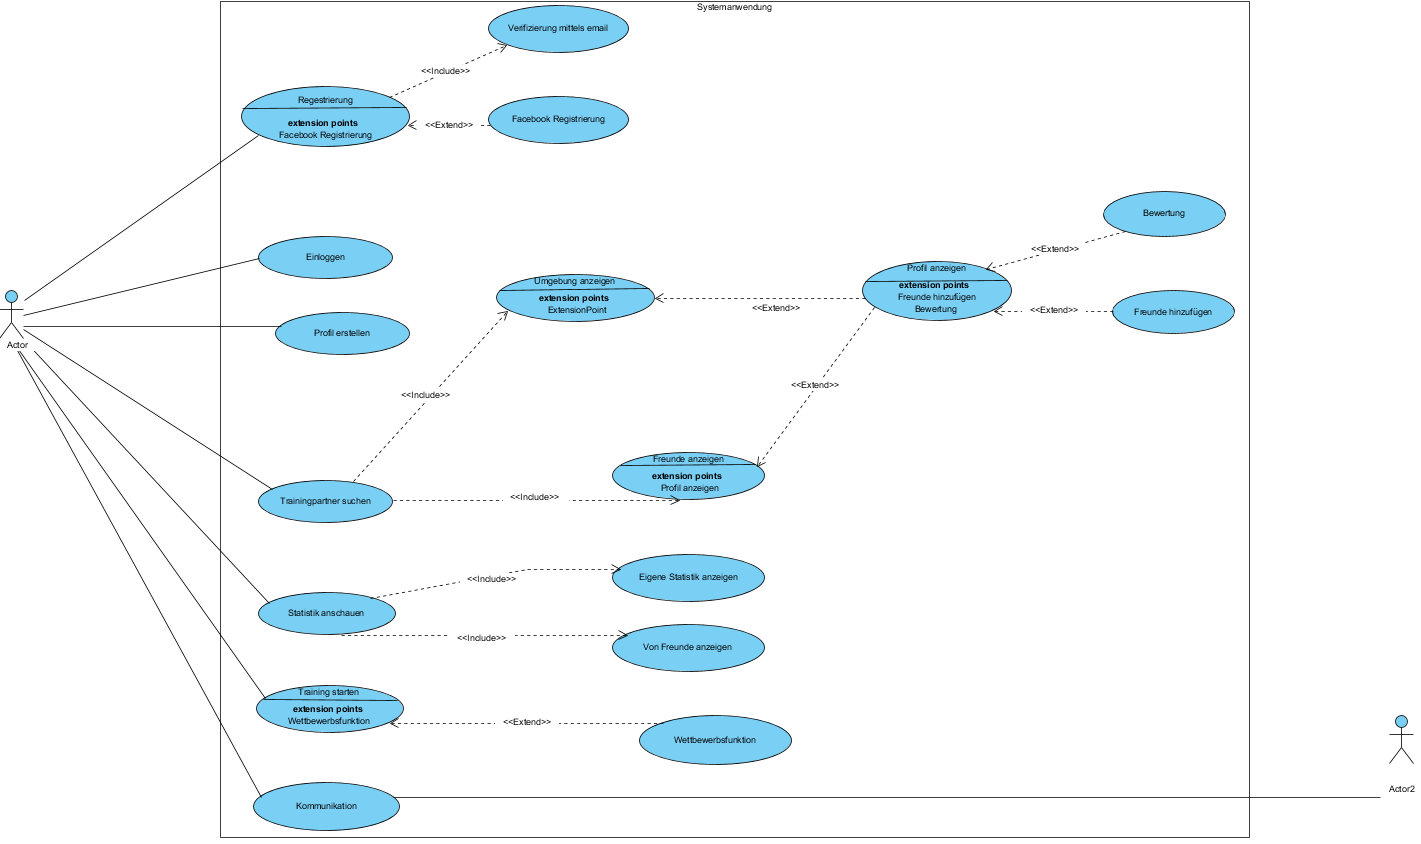 Systemanwendung
Verifizierung mittels email
<<Include>>
Regestrierung
extension points
Facebook Registrierung
<<Extend>>
Facebook Registrierung
Bewertung
<<Extend>>
Einloggen
Umgebung anzeigen
extension points
ExtensionPoint
<<Extend>>
Profil anzeigen
extension points
Freunde hinzufügen
Bewertung
<<Extend>>
Freunde hinzufügen
Actor
Profil erstellen
<<Include>>
<<Extend>>
Freunde anzeigen
extension points
Profil anzeigen
Trainingpartner suchen
<<Include>>
<<Include>>
Eigene Statistik anzeigen
Statistik anschauen
<<Include>>
Von Freunde anzeigen
Training starten
extension points
Wettbewerbsfunktion
<<Extend>>
Wettbewerbsfunktion
Kommunikation
Actor2